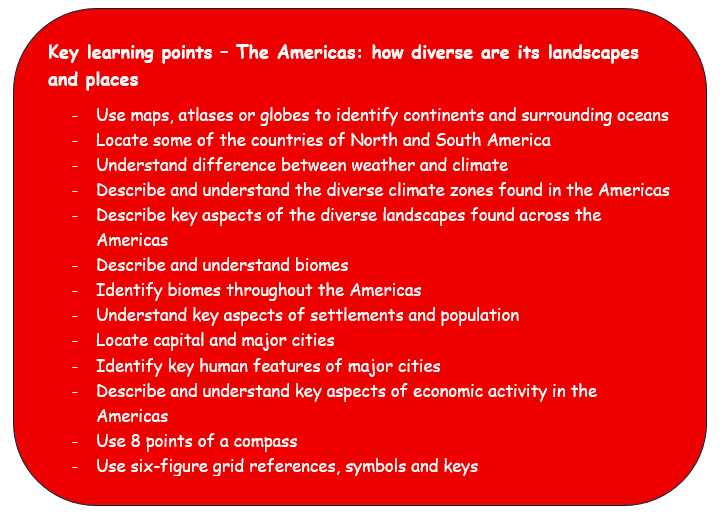 Key learning points – The Americas: how diverse are its landscapes
and places
- Use maps, atlases or globes to identify continents and surrounding oceans
- Locate some of the countries of North and South America
- Understand difference between weather and climate
- Describe and understand the diverse climate zones found in the Americas
- Describe key aspects of the diverse landscapes found across the
Americas
- Describe and understand biomes
- Identify biomes throughout the Americas
- Understand key aspects of settlements and population
- Locate capital and major cities
- Identify key human features of major cities
- Describe and understand key aspects of economic activity in the
Americas
- Use 8 points of a compass
- Use six-figure grid references, symbols and keys